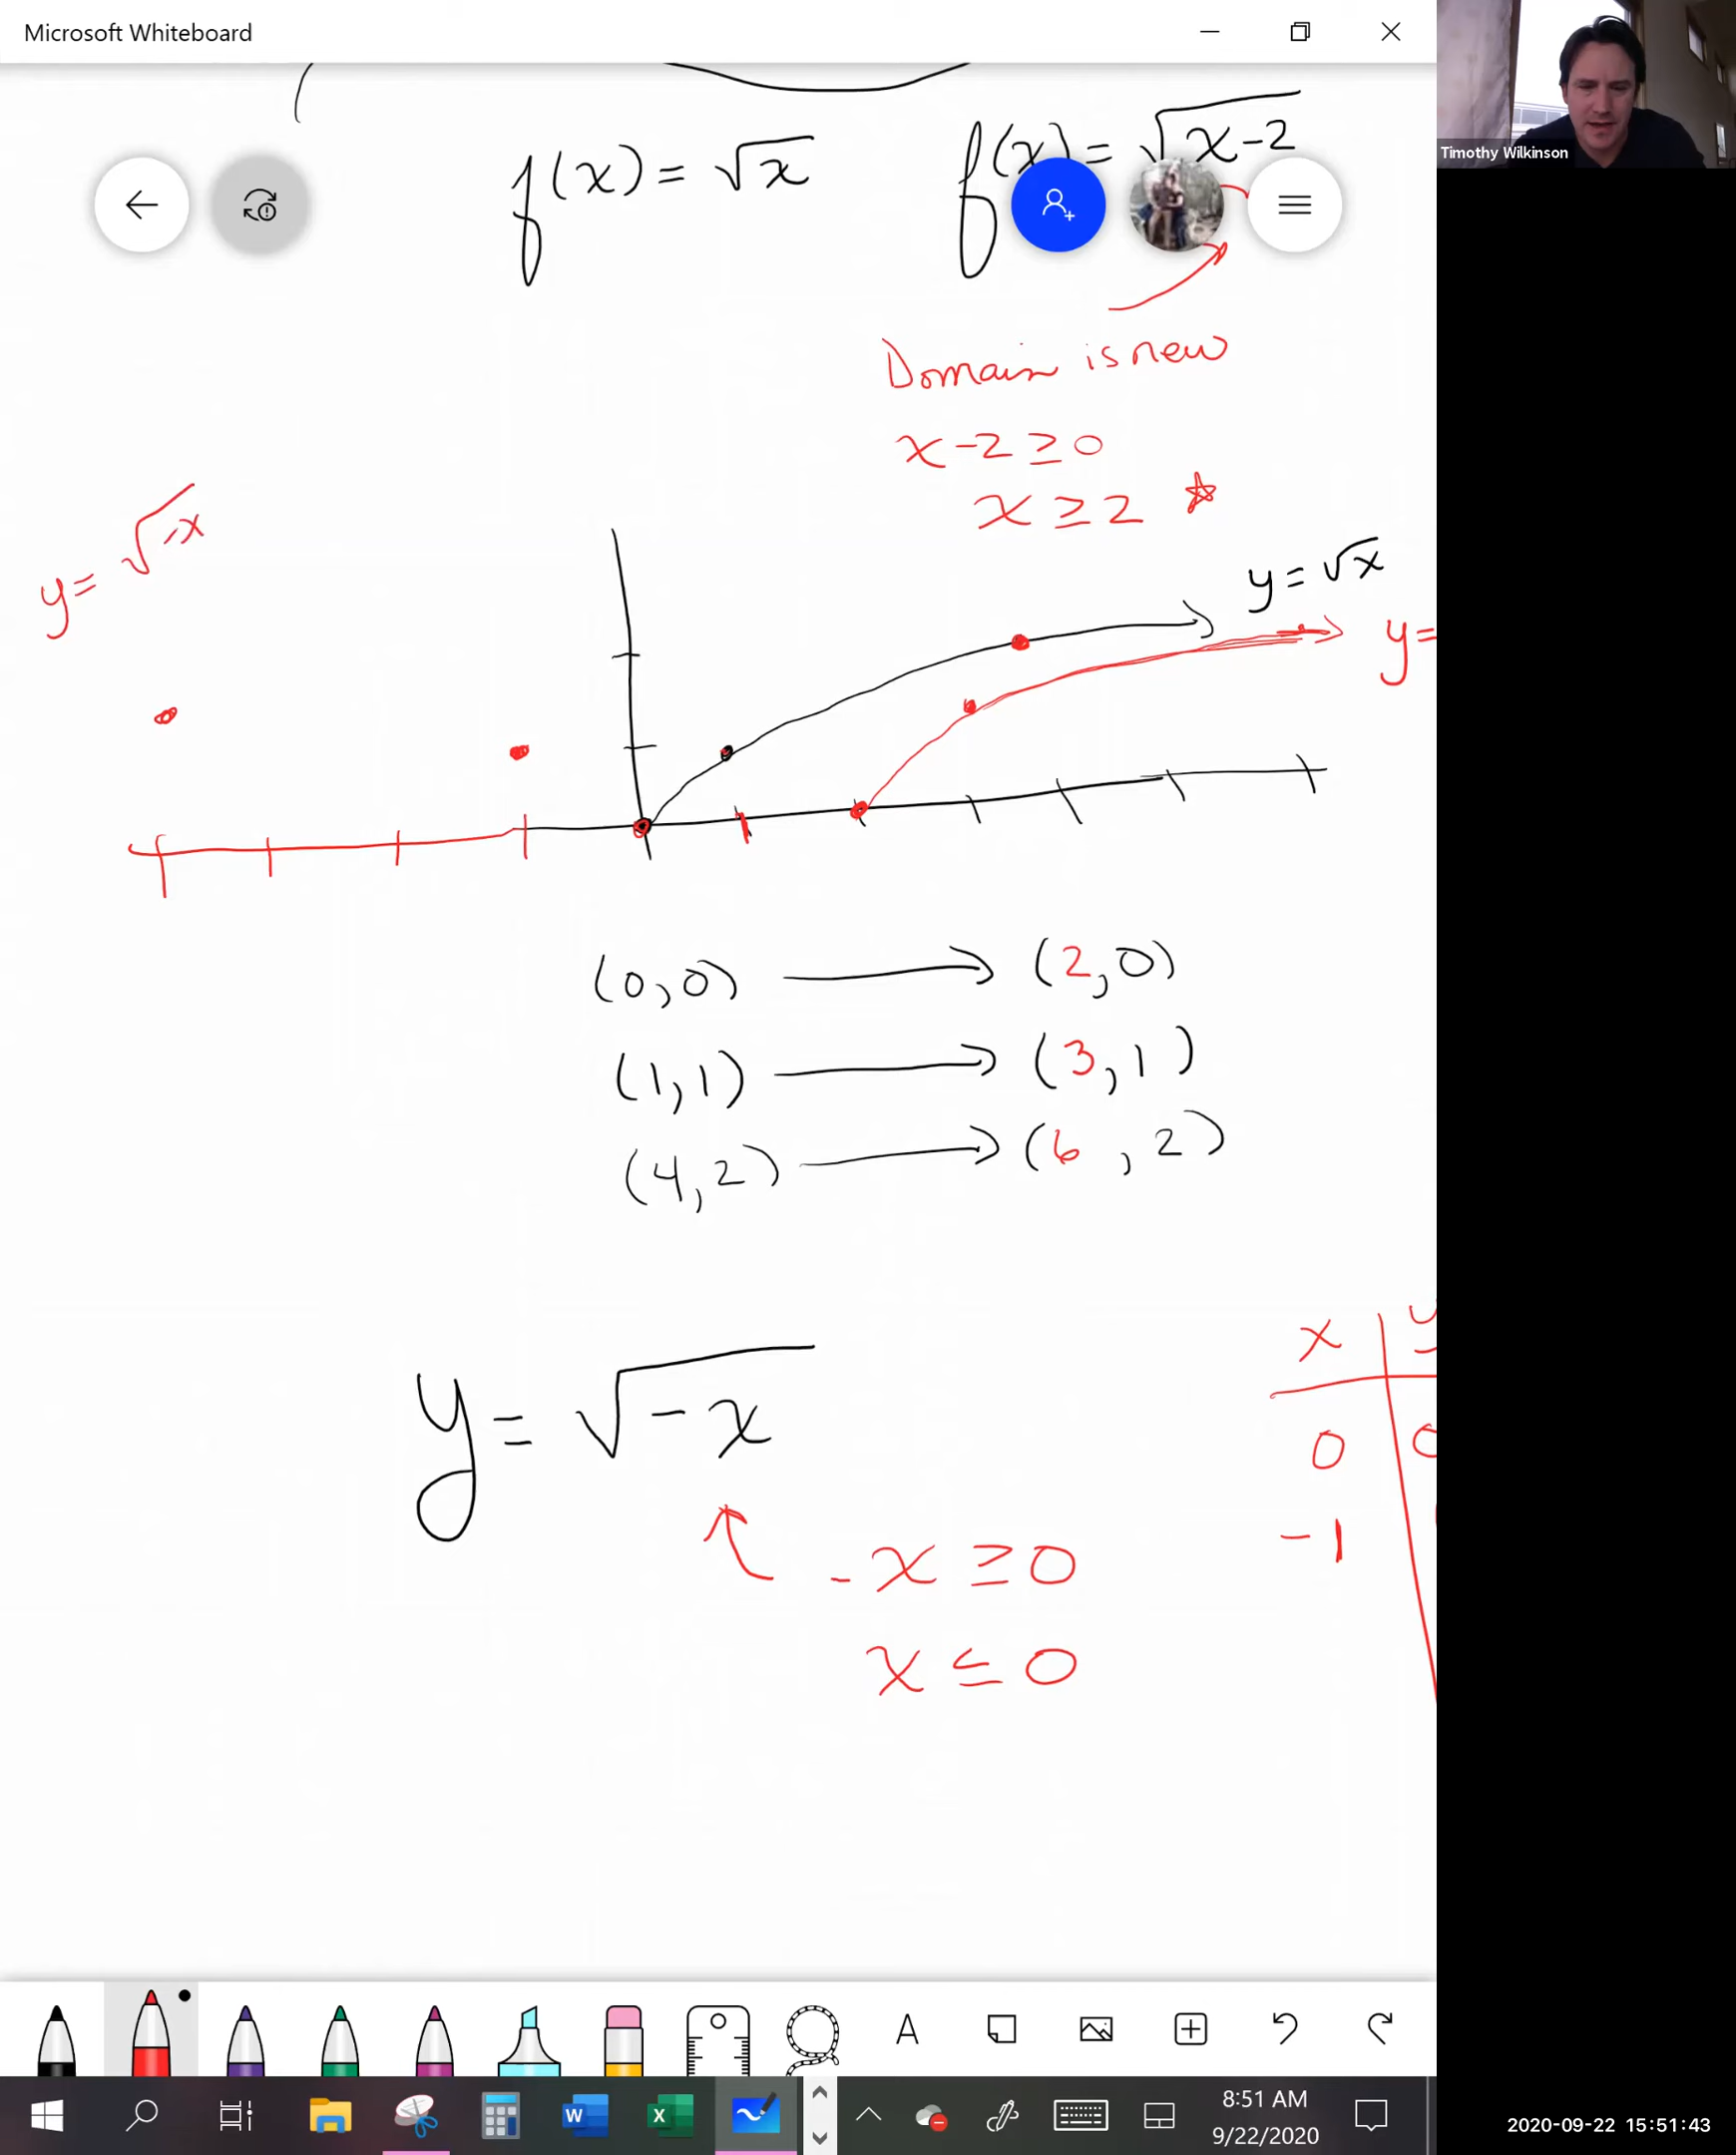 Microsoft Whiteboard
Timothy Wilkinson
f(x) = √x
f(x) = √x-2
Domain is new
x-2 ≥ 0
x ≥ 2 ☆
y = √-x
y = √x
y =
(0,0) → (2,0)
(1,1) → (3,1)
(4,2) → (6,2)
y = √-x
-x ≥ 0
x ≤ 0
x | y
0 | 0
-1
A
W
X
8:51 AM
9/22/2020
2020-09-22 15:51:43